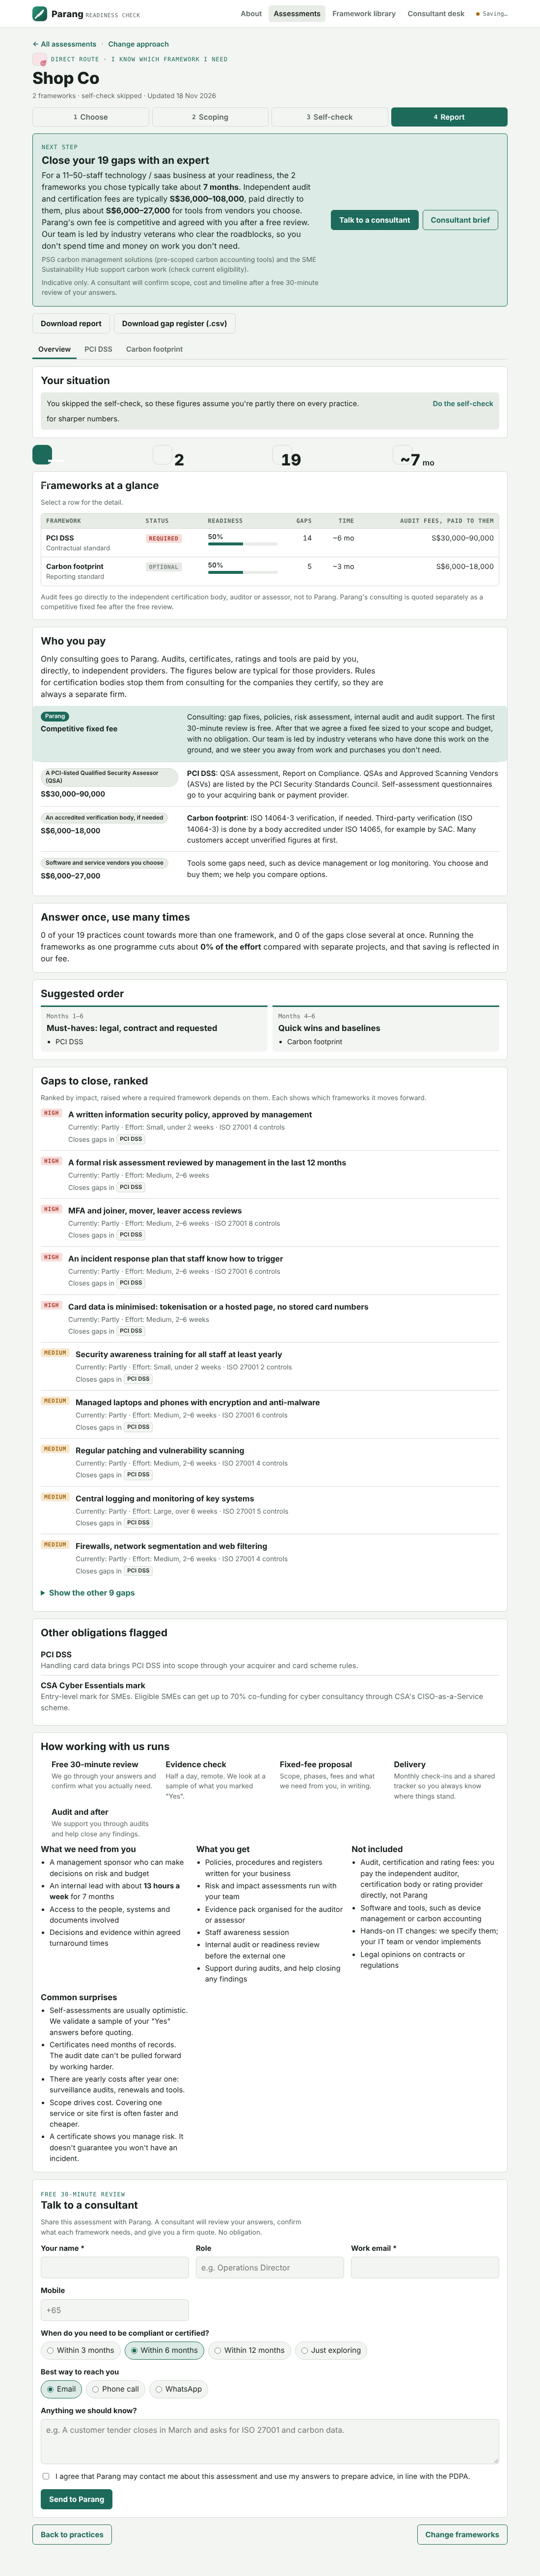 Parang READINESS CHECK
About Assessments Framework library Consultant desk Saving…
← All assessments · Change approach
DIRECT ROUTE · I KNOW WHICH FRAMEWORK I NEED
Shop Co
2 frameworks · self-check skipped · Updated 18 Nov 2026
1 Choose 2 Scoping 3 Self-check 4 Report
NEXT STEP
Close your 19 gaps with an expert
For a 11–50-staff technology / saas business at your readiness, the 2
frameworks you chose typically take about 7 months. Independent audit
and certification fees are typically S$36,000–108,000, paid directly to
them, plus about S$6,000–27,000 for tools from vendors you choose.
Parang's own fee is competitive and agreed with you after a free review.
Our team is led by industry veterans who clear the roadblocks, so you
don't spend time and money on work you don't need.
Talk to a consultant Consultant brief
PSG carbon management solutions (pre-scoped carbon accounting tools) and the SME
Sustainability Hub support carbon work (check current eligibility).
Indicative only. A consultant will confirm scope, cost and timeline after a free 30-minute
review of your answers.
Download report Download gap register (.csv)
Overview PCI DSS Carbon footprint
Your situation
You skipped the self-check, so these figures assume you're partly there on every practice. Do the self-check
for sharper numbers.
2 19 ~7 mo
Frameworks at a glance
Select a row for the detail.
FRAMEWORK STATUS READINESS GAPS TIME AUDIT FEES, PAID TO THEM
PCI DSS REQUIRED 50% 14 ~6 mo S$30,000–90,000
Contractual standard
Carbon footprint OPTIONAL 50% 5 ~3 mo S$6,000–18,000
Reporting standard
Audit fees go directly to the independent certification body, auditor or assessor, not to Parang. Parang's consulting is quoted separately as a
competitive fixed fee after the free review.
Who you pay
Only consulting goes to Parang. Audits, certificates, ratings and tools are paid by you,
directly, to independent providers. The figures below are typical for those providers. Rules
for certification bodies stop them from consulting for the companies they certify, so they are
always a separate firm.
Parang
Competitive fixed fee
Consulting: gap fixes, policies, risk assessment, internal audit and audit support. The first
30-minute review is free. After that we agree a fixed fee sized to your scope and budget,
with no obligation. Our team is led by industry veterans who have done this work on the
ground, and we steer you away from work and purchases you don't need.
A PCI-listed Qualified Security Assessor
(QSA)
S$30,000–90,000
PCI DSS: QSA assessment, Report on Compliance. QSAs and Approved Scanning Vendors
(ASVs) are listed by the PCI Security Standards Council. Self-assessment questionnaires
go to your acquiring bank or payment provider.
An accredited verification body, if needed
S$6,000–18,000
Carbon footprint: ISO 14064-3 verification, if needed. Third-party verification (ISO
14064-3) is done by a body accredited under ISO 14065, for example by SAC. Many
customers accept unverified figures at first.
Software and service vendors you choose
S$6,000–27,000
Tools some gaps need, such as device management or log monitoring. You choose and
buy them; we help you compare options.
Answer once, use many times
0 of your 19 practices count towards more than one framework, and 0 of the gaps close several at once. Running the
frameworks as one programme cuts about 0% of the effort compared with separate projects, and that saving is reflected in
our fee.
Suggested order
Months 1–6
Must-haves: legal, contract and requested
• PCI DSS
Months 4–6
Quick wins and baselines
• Carbon footprint
Gaps to close, ranked
Ranked by impact, raised where a required framework depends on them. Each shows which frameworks it moves forward.
HIGH A written information security policy, approved by management
Currently: Partly · Effort: Small, under 2 weeks · ISO 27001 4 controls
Closes gaps in PCI DSS
HIGH A formal risk assessment reviewed by management in the last 12 months
Currently: Partly · Effort: Medium, 2–6 weeks
Closes gaps in PCI DSS
HIGH MFA and joiner, mover, leaver access reviews
Currently: Partly · Effort: Medium, 2–6 weeks · ISO 27001 8 controls
Closes gaps in PCI DSS
HIGH An incident response plan that staff know how to trigger
Currently: Partly · Effort: Medium, 2–6 weeks · ISO 27001 6 controls
Closes gaps in PCI DSS
HIGH Card data is minimised: tokenisation or a hosted page, no stored card numbers
Currently: Partly · Effort: Medium, 2–6 weeks
Closes gaps in PCI DSS
MEDIUM Security awareness training for all staff at least yearly
Currently: Partly · Effort: Small, under 2 weeks · ISO 27001 2 controls
Closes gaps in PCI DSS
MEDIUM Managed laptops and phones with encryption and anti-malware
Currently: Partly · Effort: Medium, 2–6 weeks · ISO 27001 6 controls
Closes gaps in PCI DSS
MEDIUM Regular patching and vulnerability scanning
Currently: Partly · Effort: Medium, 2–6 weeks · ISO 27001 4 controls
Closes gaps in PCI DSS
MEDIUM Central logging and monitoring of key systems
Currently: Partly · Effort: Large, over 6 weeks · ISO 27001 5 controls
Closes gaps in PCI DSS
MEDIUM Firewalls, network segmentation and web filtering
Currently: Partly · Effort: Medium, 2–6 weeks · ISO 27001 4 controls
Closes gaps in PCI DSS
▶ Show the other 9 gaps
Other obligations flagged
PCI DSS
Handling card data brings PCI DSS into scope through your acquirer and card scheme rules.
CSA Cyber Essentials mark
Entry-level mark for SMEs. Eligible SMEs can get up to 70% co-funding for cyber consultancy through CSA's CISO-as-a-Service
scheme.
How working with us runs
Free 30-minute review
We go through your answers and
confirm what you actually need.
Evidence check
Half a day, remote. We look at a
sample of what you marked
"Yes".
Fixed-fee proposal
Scope, phases, fees and what
we need from you, in writing.
Delivery
Monthly check-ins and a shared
tracker so you always know
where things stand.
Audit and after
We support you through audits
and help close any findings.
What we need from you
• A management sponsor who can make
decisions on risk and budget
• An internal lead with about 13 hours a
week for 7 months
• Access to the people, systems and
documents involved
• Decisions and evidence within agreed
turnaround times
What you get
• Policies, procedures and registers
written for your business
• Risk and impact assessments run with
your team
• Evidence pack organised for the auditor
or assessor
• Staff awareness session
• Internal audit or readiness review
before the external one
• Support during audits, and help closing
any findings
Not included
• Audit, certification and rating fees: you
pay the independent auditor,
certification body or rating provider
directly, not Parang
• Software and tools, such as device
management or carbon accounting
• Hands-on IT changes: we specify them;
your IT team or vendor implements
• Legal opinions on contracts or
regulations
Common surprises
• Self-assessments are usually optimistic.
We validate a sample of your "Yes"
answers before quoting.
• Certificates need months of records.
The audit date can't be pulled forward
by working harder.
• There are yearly costs after year one:
surveillance audits, renewals and tools.
• Scope drives cost. Covering one
service or site first is often faster and
cheaper.
• A certificate shows you manage risk. It
doesn't guarantee you won't have an
incident.
FREE 30-MINUTE REVIEW
Talk to a consultant
Share this assessment with Parang. A consultant will review your answers, confirm
what each framework needs, and give you a firm quote. No obligation.
Your name * Role Work email *
e.g. Operations Director
Mobile
+65
When do you need to be compliant or certified?
Within 3 months Within 6 months Within 12 months Just exploring
Best way to reach you
Email Phone call WhatsApp
Anything we should know?
e.g. A customer tender closes in March and asks for ISO 27001 and carbon data.
I agree that Parang may contact me about this assessment and use my answers to prepare advice, in line with the PDPA.
Send to Parang
Back to practices Change frameworks